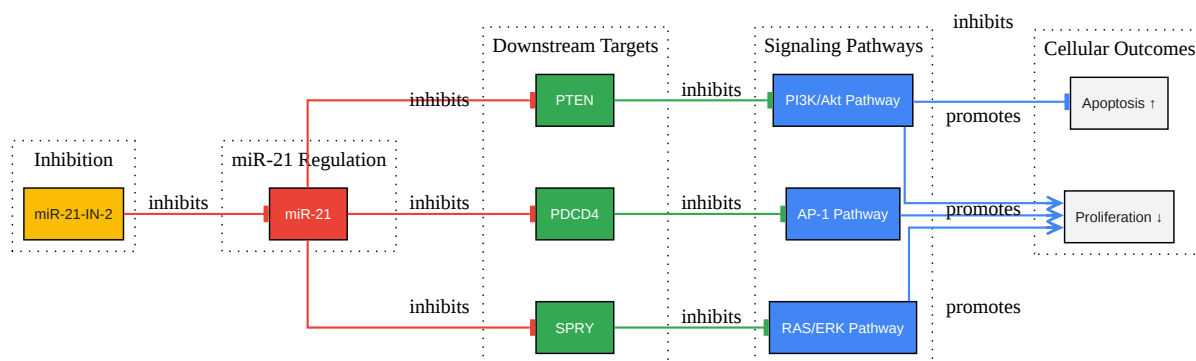 inhibits
Downstream Targets
Signaling Pathways
Cellular Outcomes
PTEN
inhibits
inhibits
PI3K/Akt Pathway
Apoptosis ↑
promotes
Inhibition
miR-21 Regulation
miR-21-IN-2
inhibits
miR-21
inhibits
PDCD4
inhibits
AP-1 Pathway
promotes
Proliferation ↓
inhibits
SPRY
inhibits
RAS/ERK Pathway
promotes